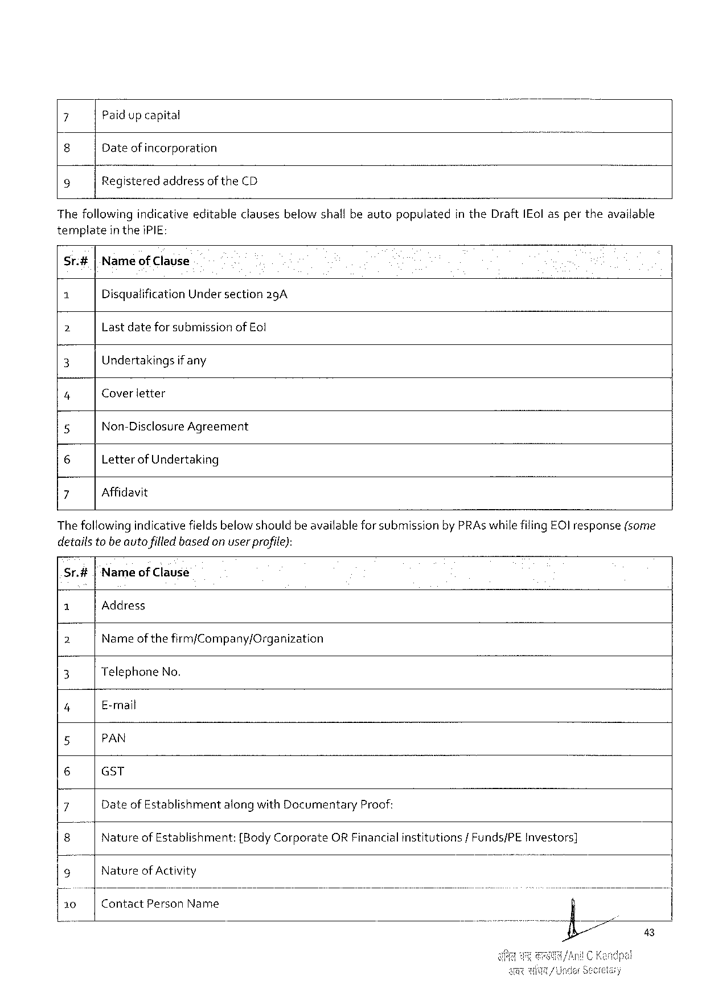 7 Paid up capital
8 Date of incorporation
9 Registered address of the CD
The following indicative editable clauses below shall be auto populated in the Draft IEoI as per the available
template in the iPIE:
Sr.# Name of Clause
1 Disqualification Under section 29A
2 Last date for submission of EoI
3 Undertakings if any
4 Cover letter
5 Non-Disclosure Agreement
6 Letter of Undertaking
7 Affidavit
The following indicative fields below should be available for submission by PRAs while filing EOI response (some
details to be auto filled based on user profile):
Sr.# Name of Clause
1 Address
2 Name of the firm/Company/Organization
3 Telephone No.
4 E-mail
5 PAN
6 GST
7 Date of Establishment along with Documentary Proof:
8 Nature of Establishment: [Body Corporate OR Financial institutions / Funds/PE Investors]
9 Nature of Activity
10 Contact Person Name
43
अनिल चन्द्र काण्डपाल/Anil C Kandpal
अवर सचिव/Under Secretary